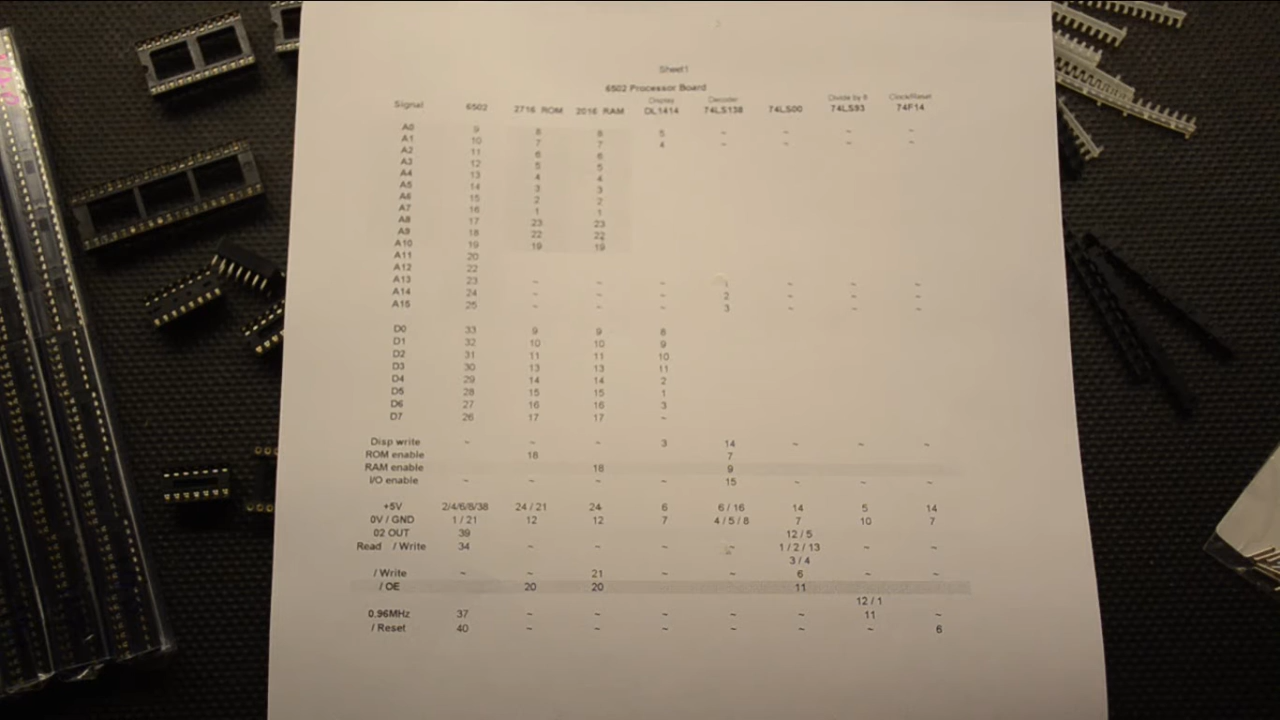 Sheet1
6502 Processor Board
Display Decoder Divide by 8 Clock/Reset
Signal 6502 2716 ROM 2016 RAM DL1414 74LS138 74LS00 74LS93 74F14
A0 9 8 8 5 ~ ~ ~ ~
A1 10 7 7 4 ~ ~ ~ ~
A2 11 6 6
A3 12 5 5
A4 13 4 4
A5 14 3 3
A6 15 2 2
A7 16 1 1
A8 17 23 23
A9 18 22 22
A10 19 19 19
A11 20
A12 22
A13 23 ~ ~ ~ 1 ~ ~ ~
A14 24 ~ ~ ~ 2 ~ ~ ~
A15 25 ~ ~ ~ 3 ~ ~ ~
D0 33 9 9 8
D1 32 10 10 9
D2 31 11 11 10
D3 30 13 13 11
D4 29 14 14 2
D5 28 15 15 1
D6 27 16 16 3
D7 26 17 17 ~
Disp write ~ ~ ~ 3 14 ~ ~ ~
ROM enable 18 7
RAM enable 18 9
I/O enable ~ ~ ~ ~ 15 ~ ~ ~
+5V 2/4/6/8/38 24 / 21 24 6 6 / 16 14 5 14
0V / GND 1 / 21 12 12 7 4 / 5 / 8 7 10 7
02 OUT 39 12 / 5
Read / Write 34 ~ ~ ~ ~ 1 / 2 / 13 ~ ~
3 / 4
/ Write ~ ~ 21 ~ ~ 6 ~ ~
/ OE 20 20 11
12 / 1
0.96MHz 37 ~ ~ ~ ~ ~ 11 ~
/ Reset 40 ~ ~ ~ ~ ~ ~ 6